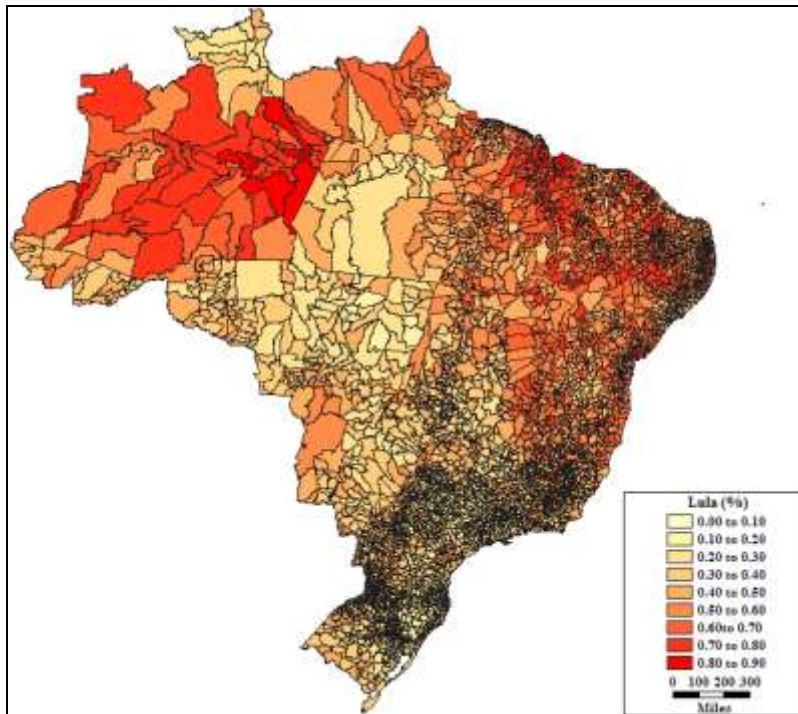 Lula (%)
0.00 to 0.10
0.10 to 0.20
0.20 to 0.30
0.30 to 0.40
0.40 to 0.50
0.50 to 0.60
0.60to 0.70
0.70 to 0.80
0.80 to 0.90
0 100 200 300
Miles